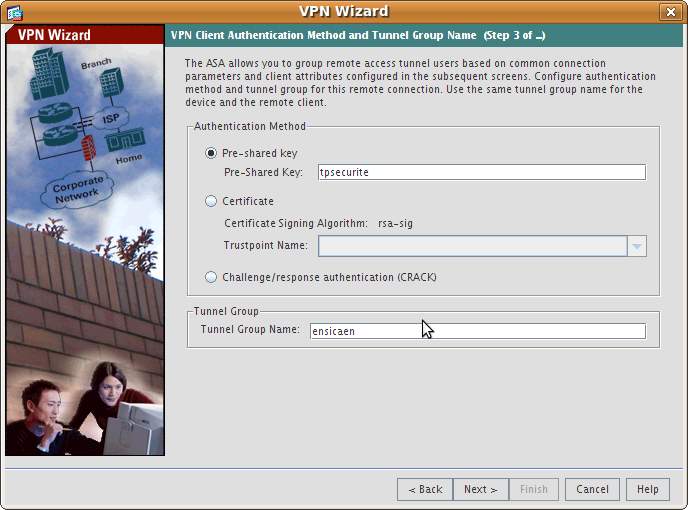 VPN Wizard
VPN Wizard
Branch
ISP
Home
Corporate
Network
VPN Client Authentication Method and Tunnel Group Name (Step 3 of ...)
The ASA allows you to group remote access tunnel users based on common connection
parameters and client attributes configured in the subsequent screens. Configure authentication
method and tunnel group for this remote connection. Use the same tunnel group name for the
device and the remote client.
Authentication Method
Pre-shared key
Pre-Shared Key: tpsecurite
Certificate
Certificate Signing Algorithm: rsa-sig
Trustpoint Name:
Challenge/response authentication (CRACK)
Tunnel Group
Tunnel Group Name: ensicaen
< Back Next > Finish Cancel Help